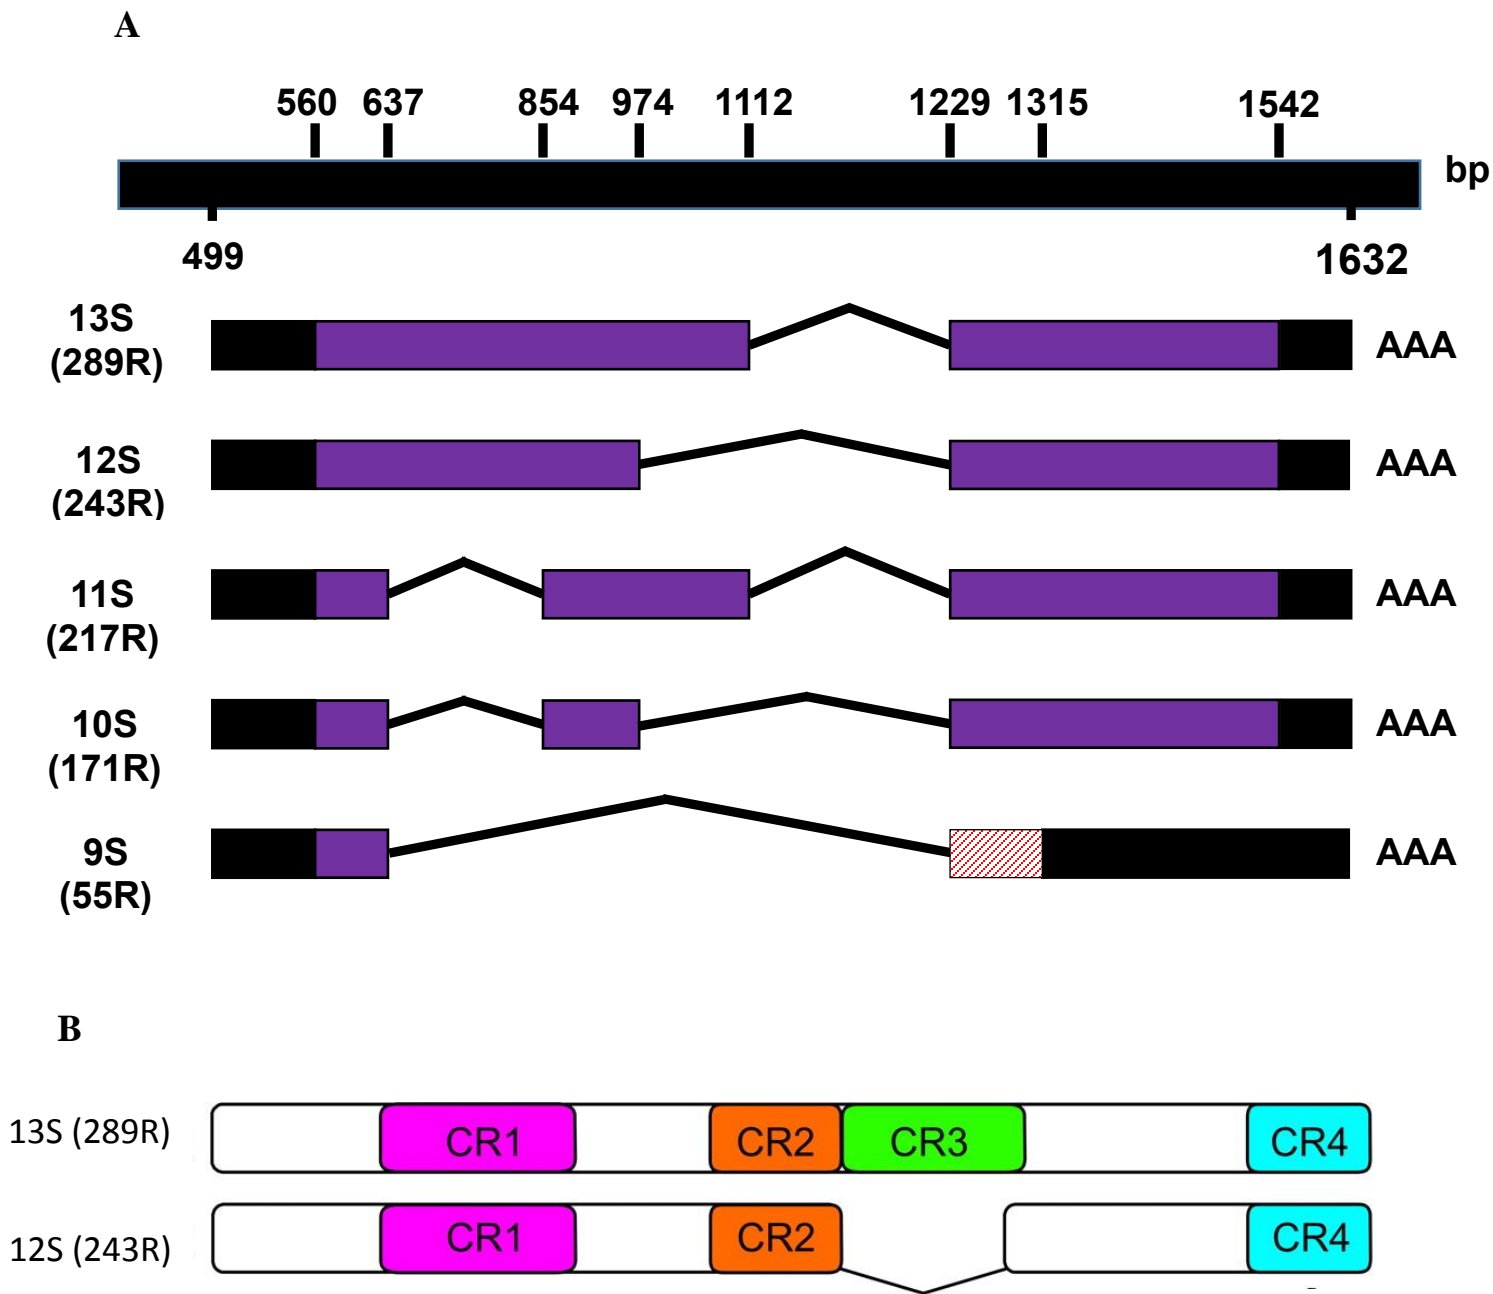 A
560 637 854 974 1112 1229 1315 1542
bp
499 1632
13S
(289R)
AAA
12S
(243R)
AAA
11S
(217R)
AAA
10S
(171R)
AAA
9S
(55R)
AAA
B
13S (289R) CR1 CR2 CR3 CR4
12S (243R) CR1 CR2 CR4